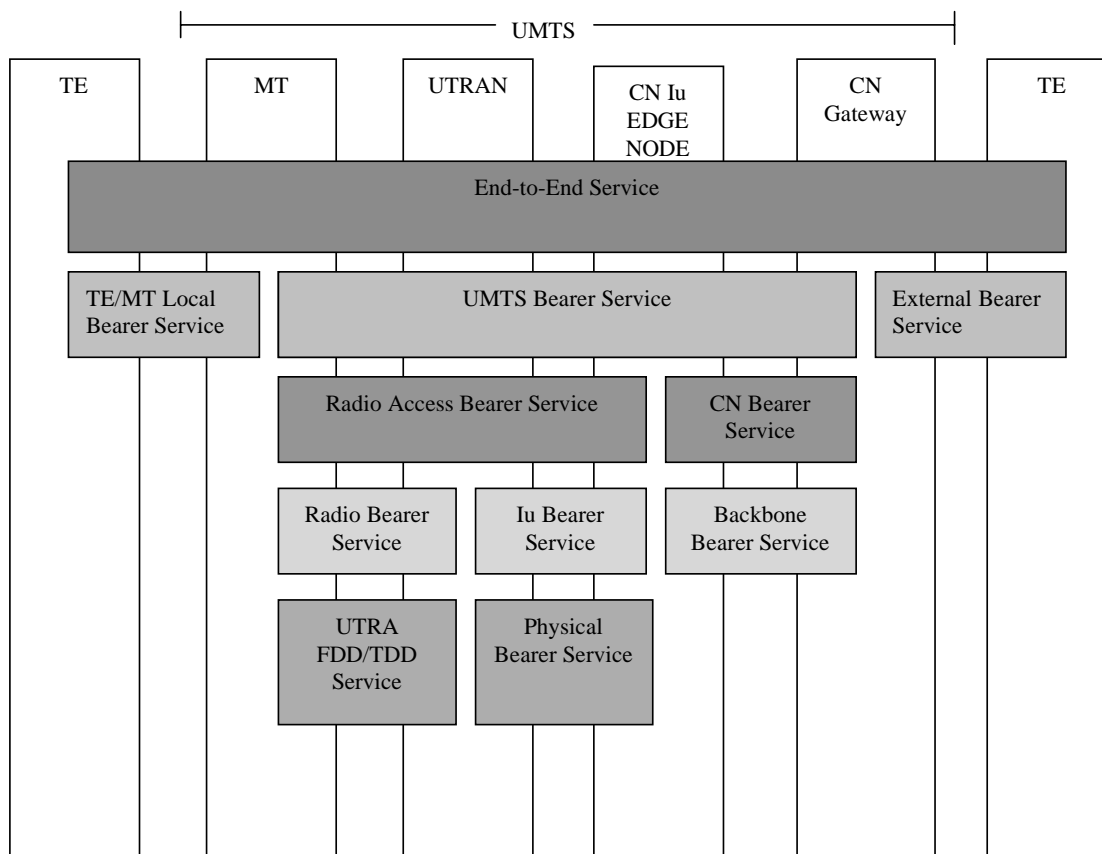 UMTS
TE
MT
UTRAN
CN Iu
EDGE
NODE
CN
Gateway
TE
End-to-End Service
TE/MT Local
Bearer Service
UMTS Bearer Service
External Bearer
Service
Radio Access Bearer Service
CN Bearer
Service
Radio Bearer
Service
Iu Bearer
Service
Backbone
Bearer Service
UTRA
FDD/TDD
Service
Physical
Bearer Service